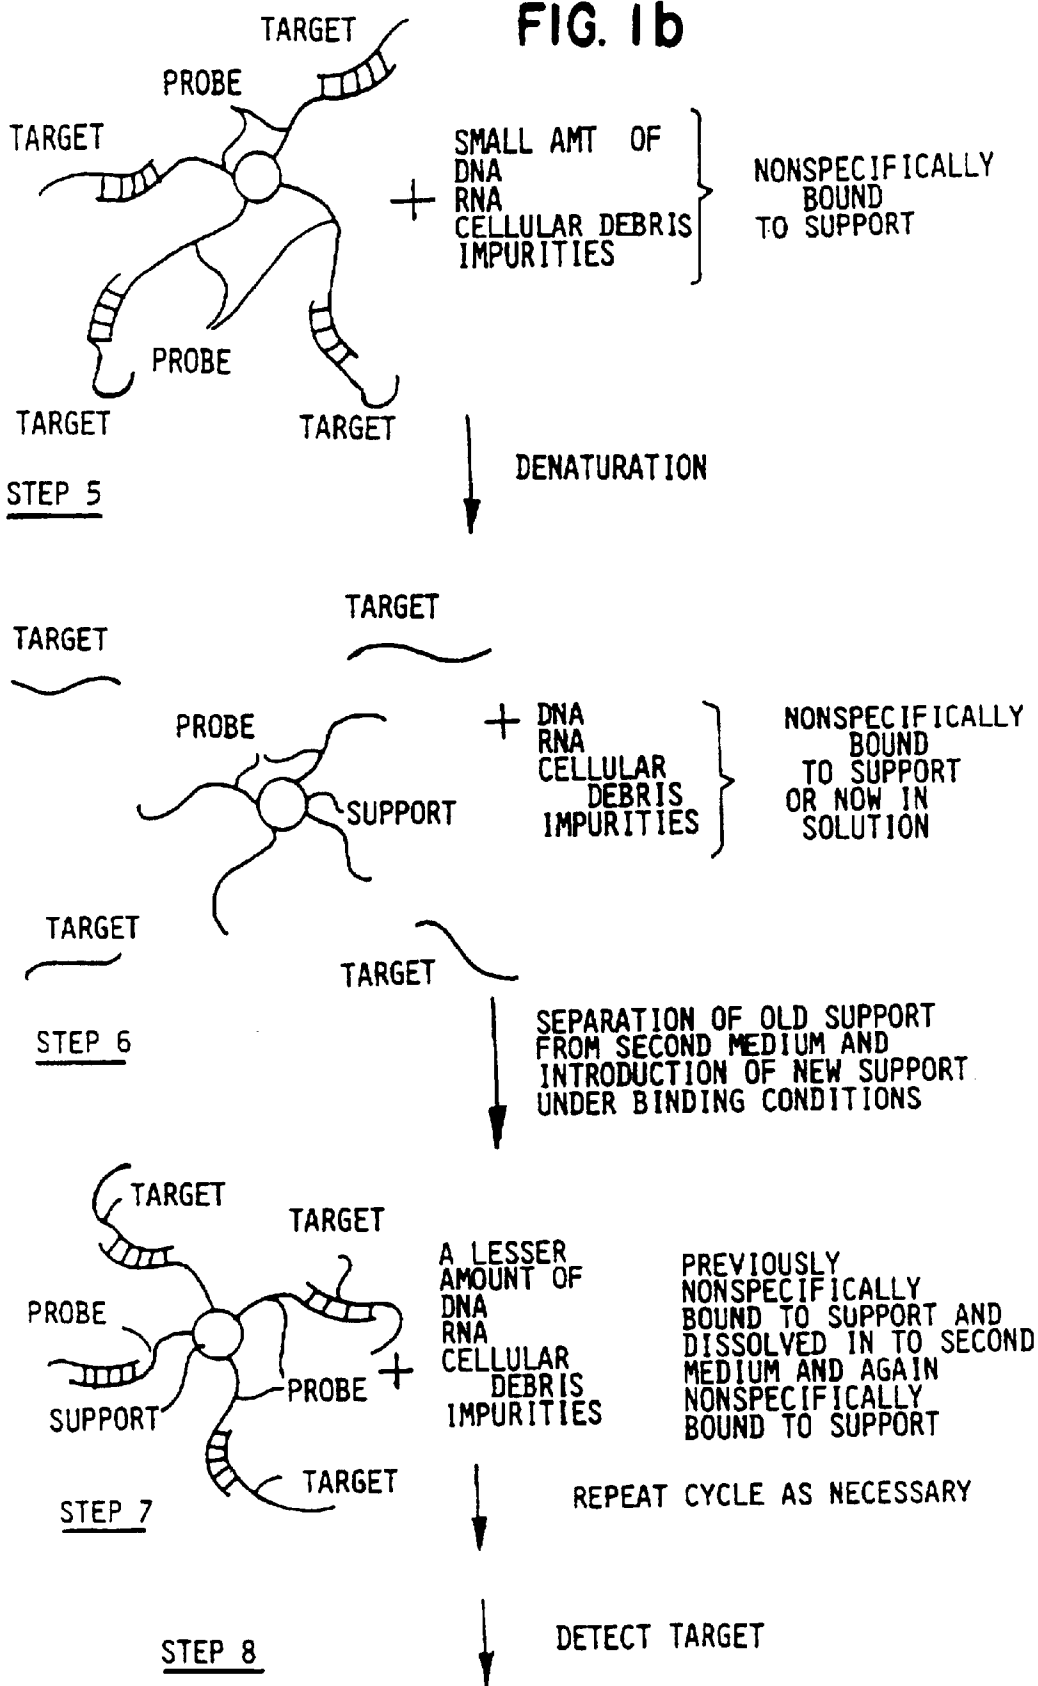 FIG. 1b
TARGET
PROBE
TARGET
SMALL AMT OF
DNA
RNA
CELLULAR DEBRIS
IMPURITIES
NONSPECIFICALLY
BOUND
TO SUPPORT
+
PROBE
TARGET
TARGET
DENATURATION
STEP 5
TARGET
TARGET
PROBE
SUPPORT
+
DNA
RNA
CELLULAR
DEBRIS
IMPURITIES
NONSPECIFICALLY
BOUND
TO SUPPORT
OR NOW IN
SOLUTION
TARGET
TARGET
STEP 6
SEPARATION OF OLD SUPPORT
FROM SECOND MEDIUM AND
INTRODUCTION OF NEW SUPPORT
UNDER BINDING CONDITIONS
TARGET
TARGET
PROBE
SUPPORT
PROBE
+
A LESSER
AMOUNT OF
DNA
RNA
CELLULAR
DEBRIS
IMPURITIES
PREVIOUSLY
NONSPECIFICALLY
BOUND TO SUPPORT AND
DISSOLVED IN TO SECOND
MEDIUM AND AGAIN
NONSPECIFICALLY
BOUND TO SUPPORT
TARGET
STEP 7
REPEAT CYCLE AS NECESSARY
STEP 8
DETECT TARGET